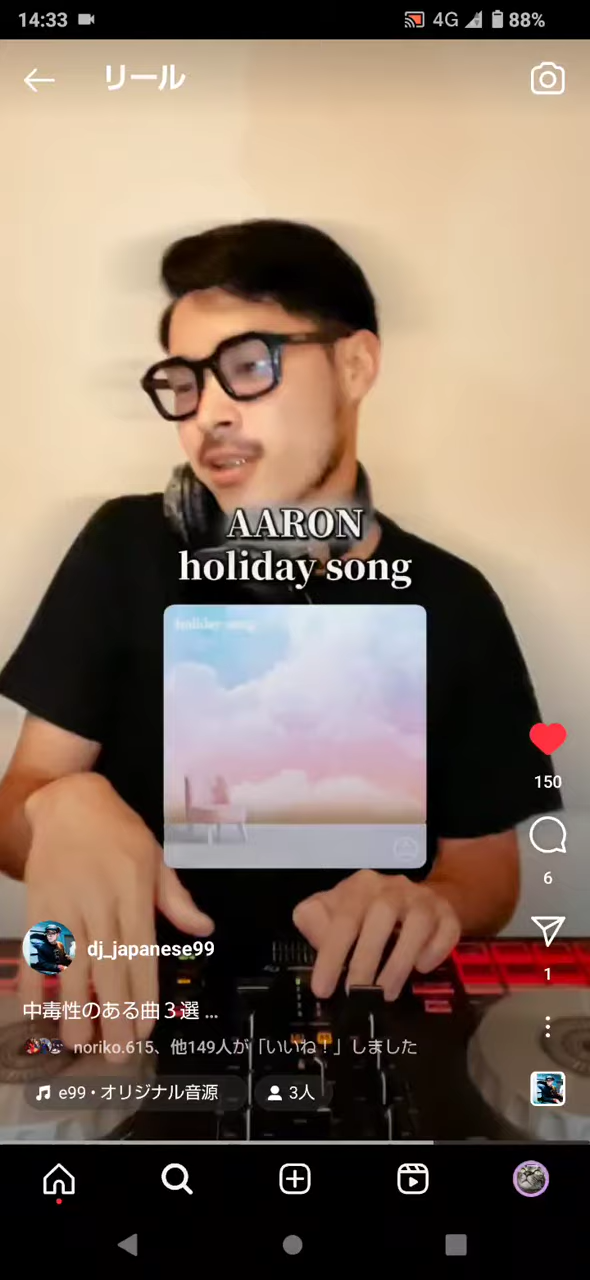 14:33
4G
88%
リール
AARON
holiday song
holiday song
150
6
1
dj_japanese99
中毒性のある曲３選 ...
noriko.615、他149人が「いいね！」しました
e99・オリジナル音源
3人